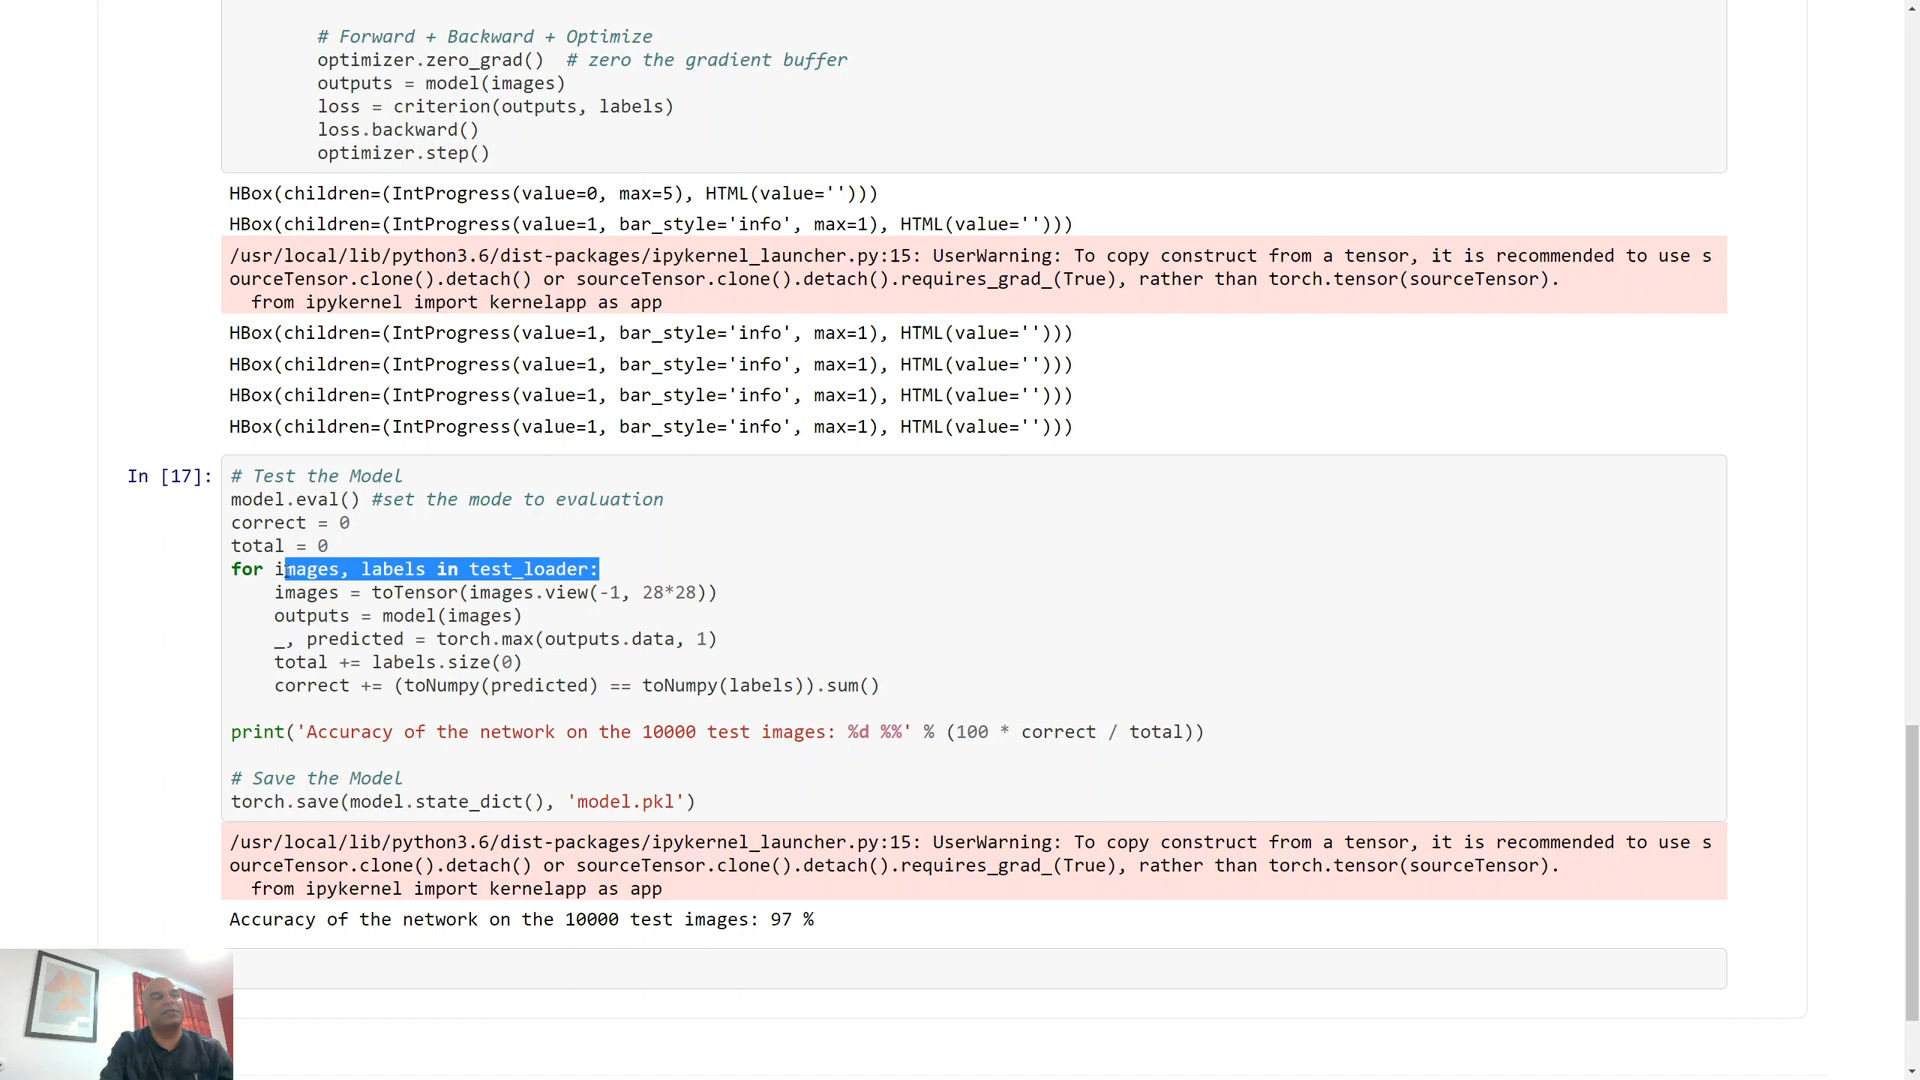 # Forward + Backward + Optimize
optimizer.zero_grad()  # zero the gradient buffer
outputs = model(images)
loss = criterion(outputs, labels)
loss.backward()
optimizer.step()
HBox(children=(IntProgress(value=0, max=5), HTML(value='')))
HBox(children=(IntProgress(value=1, bar_style='info', max=1), HTML(value='')))
/usr/local/lib/python3.6/dist-packages/ipykernel_launcher.py:15: UserWarning: To copy construct from a tensor, it is recommended to use s
ourceTensor.clone().detach() or sourceTensor.clone().detach().requires_grad_(True), rather than torch.tensor(sourceTensor).
  from ipykernel import kernelapp as app
HBox(children=(IntProgress(value=1, bar_style='info', max=1), HTML(value='')))
HBox(children=(IntProgress(value=1, bar_style='info', max=1), HTML(value='')))
HBox(children=(IntProgress(value=1, bar_style='info', max=1), HTML(value='')))
HBox(children=(IntProgress(value=1, bar_style='info', max=1), HTML(value='')))
In [17]: # Test the Model
model.eval() #set the mode to evaluation
correct = 0
total = 0
for images, labels in test_loader:
    images = toTensor(images.view(-1, 28*28))
    outputs = model(images)
    _, predicted = torch.max(outputs.data, 1)
    total += labels.size(0)
    correct += (toNumpy(predicted) == toNumpy(labels)).sum()
print('Accuracy of the network on the 10000 test images: %d %%' % (100 * correct / total))
# Save the Model
torch.save(model.state_dict(), 'model.pkl')
/usr/local/lib/python3.6/dist-packages/ipykernel_launcher.py:15: UserWarning: To copy construct from a tensor, it is recommended to use s
ourceTensor.clone().detach() or sourceTensor.clone().detach().requires_grad_(True), rather than torch.tensor(sourceTensor).
  from ipykernel import kernelapp as app
Accuracy of the network on the 10000 test images: 97 %